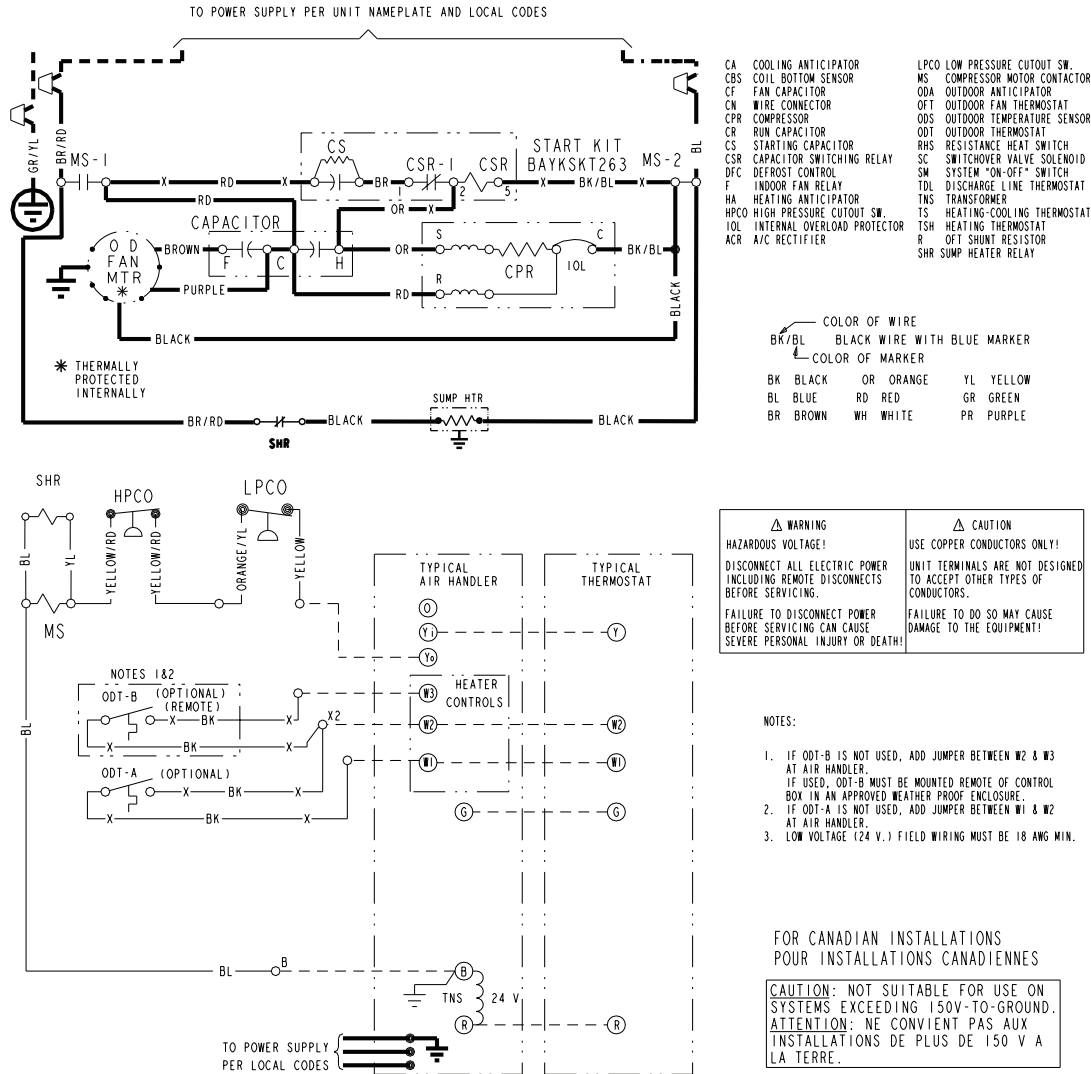 TO POWER SUPPLY PER UNIT NAMEPLATE AND LOCAL CODES
GR/YL
BR/RD
MS-1
X
RD
X
CS
BR
CSR-1
CSR
2
5
START KIT
BAYKSKT263
X
BK/BL
X
MS-2
BL
RD
OR
X
CAPACITOR
O D
FAN
MTR
*
BROWN
F
C
H
OR
S
CPR
IOL
C
BK/BL
PURPLE
RD
R
BLACK
BLACK
* THERMALLY
PROTECTED
INTERNALLY
BR/RD
SHR
BLACK
SUMP HTR
BLACK
CA COOLING ANTICIPATOR
CBS COIL BOTTOM SENSOR
CF FAN CAPACITOR
CN WIRE CONNECTOR
CPR COMPRESSOR
CR RUN CAPACITOR
CS STARTING CAPACITOR
CSR CAPACITOR SWITCHING RELAY
DFC DEFROST CONTROL
F INDOOR FAN RELAY
HA HEATING ANTICIPATOR
HPCO HIGH PRESSURE CUTOUT SW.
IOL INTERNAL OVERLOAD PROTECTOR
ACR A/C RECTIFIER
LPCO LOW PRESSURE CUTOUT SW.
MS COMPRESSOR MOTOR CONTACTOR
ODA OUTDOOR ANTICIPATOR
OFT OUTDOOR FAN THERMOSTAT
ODS OUTDOOR TEMPERATURE SENSOR
ODT OUTDOOR THERMOSTAT
RHS RESISTANCE HEAT SWITCH
SC SWITCHOVER VALVE SOLENOID
SM SYSTEM "ON-OFF" SWITCH
TDL DISCHARGE LINE THERMOSTAT
TNS TRANSFORMER
TS HEATING-COOLING THERMOSTAT
TSH HEATING THERMOSTAT
R OFT SHUNT RESISTOR
SHR SUMP HEATER RELAY
COLOR OF WIRE
BK/BL BLACK WIRE WITH BLUE MARKER
COLOR OF MARKER
BK BLACK OR ORANGE YL YELLOW
BL BLUE RD RED GR GREEN
BR BROWN WH WHITE PR PURPLE
SHR
BL
YL
MS
HPCO
YELLOW/RD
YELLOW/RD
LPCO
ORANGE/YL
YELLOW
TYPICAL
AIR HANDLER
O
Yi
Yo
HEATER
CONTROLS
W3
W2
W1
G
TYPICAL
THERMOSTAT
Y
W2
W1
G
NOTES 1&2
ODT-B (OPTIONAL)
(REMOTE)
X
BK
X
X2
X
BK
X
ODT-A (OPTIONAL)
X
BK
X
X
BK
X
BL
BL
B
B
TNS
24 V
R
R
TO POWER SUPPLY
PER LOCAL CODES
⚠ WARNING
HAZARDOUS VOLTAGE!
DISCONNECT ALL ELECTRIC POWER
INCLUDING REMOTE DISCONNECTS
BEFORE SERVICING.
FAILURE TO DISCONNECT POWER
BEFORE SERVICING CAN CAUSE
SEVERE PERSONAL INJURY OR DEATH!
⚠ CAUTION
USE COPPER CONDUCTORS ONLY!
UNIT TERMINALS ARE NOT DESIGNED
TO ACCEPT OTHER TYPES OF
CONDUCTORS.
FAILURE TO DO SO MAY CAUSE
DAMAGE TO THE EQUIPMENT!
NOTES:
1. IF ODT-B IS NOT USED, ADD JUMPER BETWEEN W2 & W3
AT AIR HANDLER.
IF USED, ODT-B MUST BE MOUNTED REMOTE OF CONTROL
BOX IN AN APPROVED WEATHER PROOF ENCLOSURE.
2. IF ODT-A IS NOT USED, ADD JUMPER BETWEEN W1 & W2
AT AIR HANDLER.
3. LOW VOLTAGE (24 V.) FIELD WIRING MUST BE 18 AWG MIN.
FOR CANADIAN INSTALLATIONS
POUR INSTALLATIONS CANADIENNES
CAUTION: NOT SUITABLE FOR USE ON
SYSTEMS EXCEEDING 150V-TO-GROUND.
ATTENTION: NE CONVIENT PAS AUX
INSTALLATIONS DE PLUS DE 150 V A
LA TERRE.